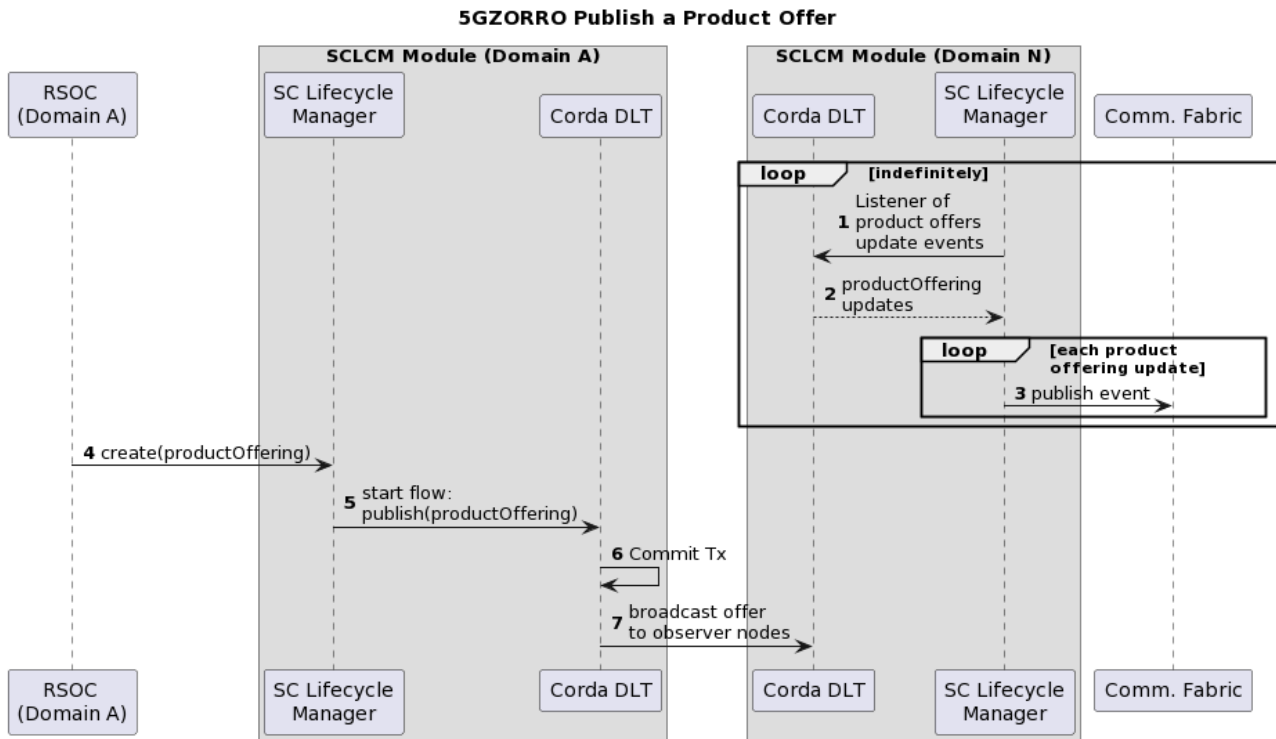 5GZORRO Publish a Product Offer
SCLCM Module (Domain A)
SCLCM Module (Domain N)
RSOC
(Domain A)
SC Lifecycle
Manager
Corda DLT
Corda DLT
SC Lifecycle
Manager
Comm. Fabric
loop
[indefinitely]
1 Listener of
product offers
update events
2 productOffering
updates
loop
[each product
offering update]
3 publish event
4 create(productOffering)
5 start flow:
publish(productOffering)
6 Commit Tx
7 broadcast offer
to observer nodes
RSOC
(Domain A)
SC Lifecycle
Manager
Corda DLT
Corda DLT
SC Lifecycle
Manager
Comm. Fabric